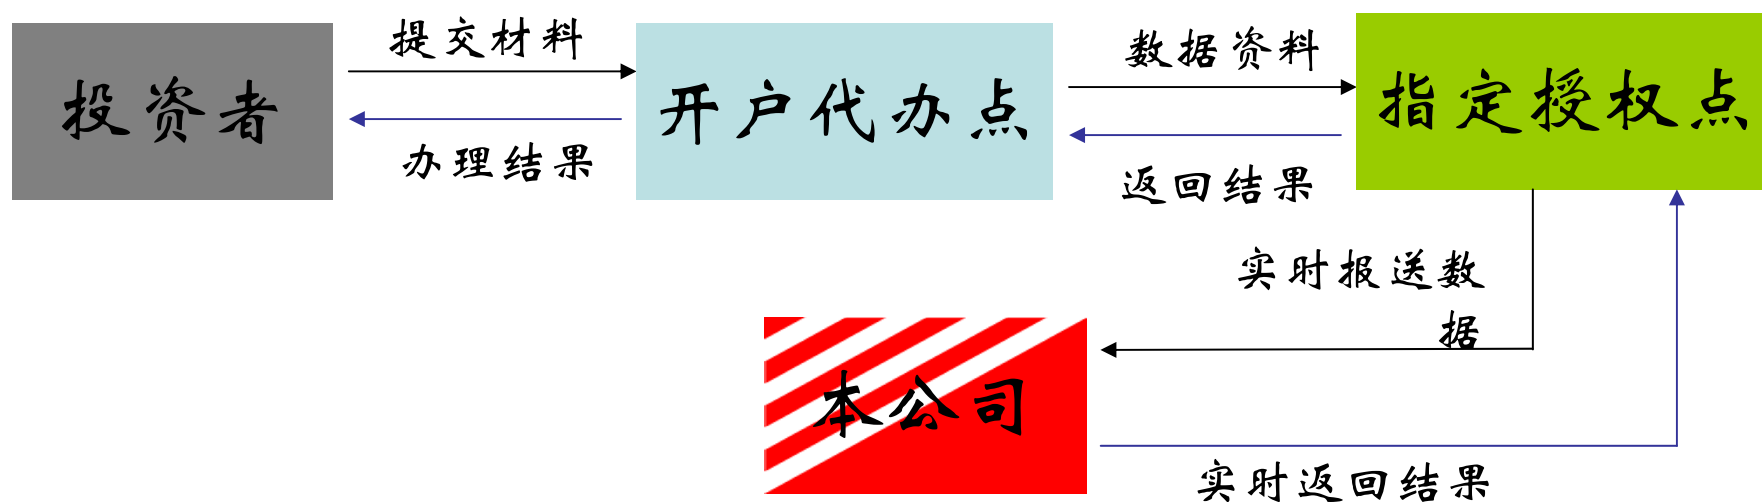 提交材料
投资者
开户代办点
办理结果
数据资料
指定授权点
返回结果
实时报送数
据
本公司
实时返回结果